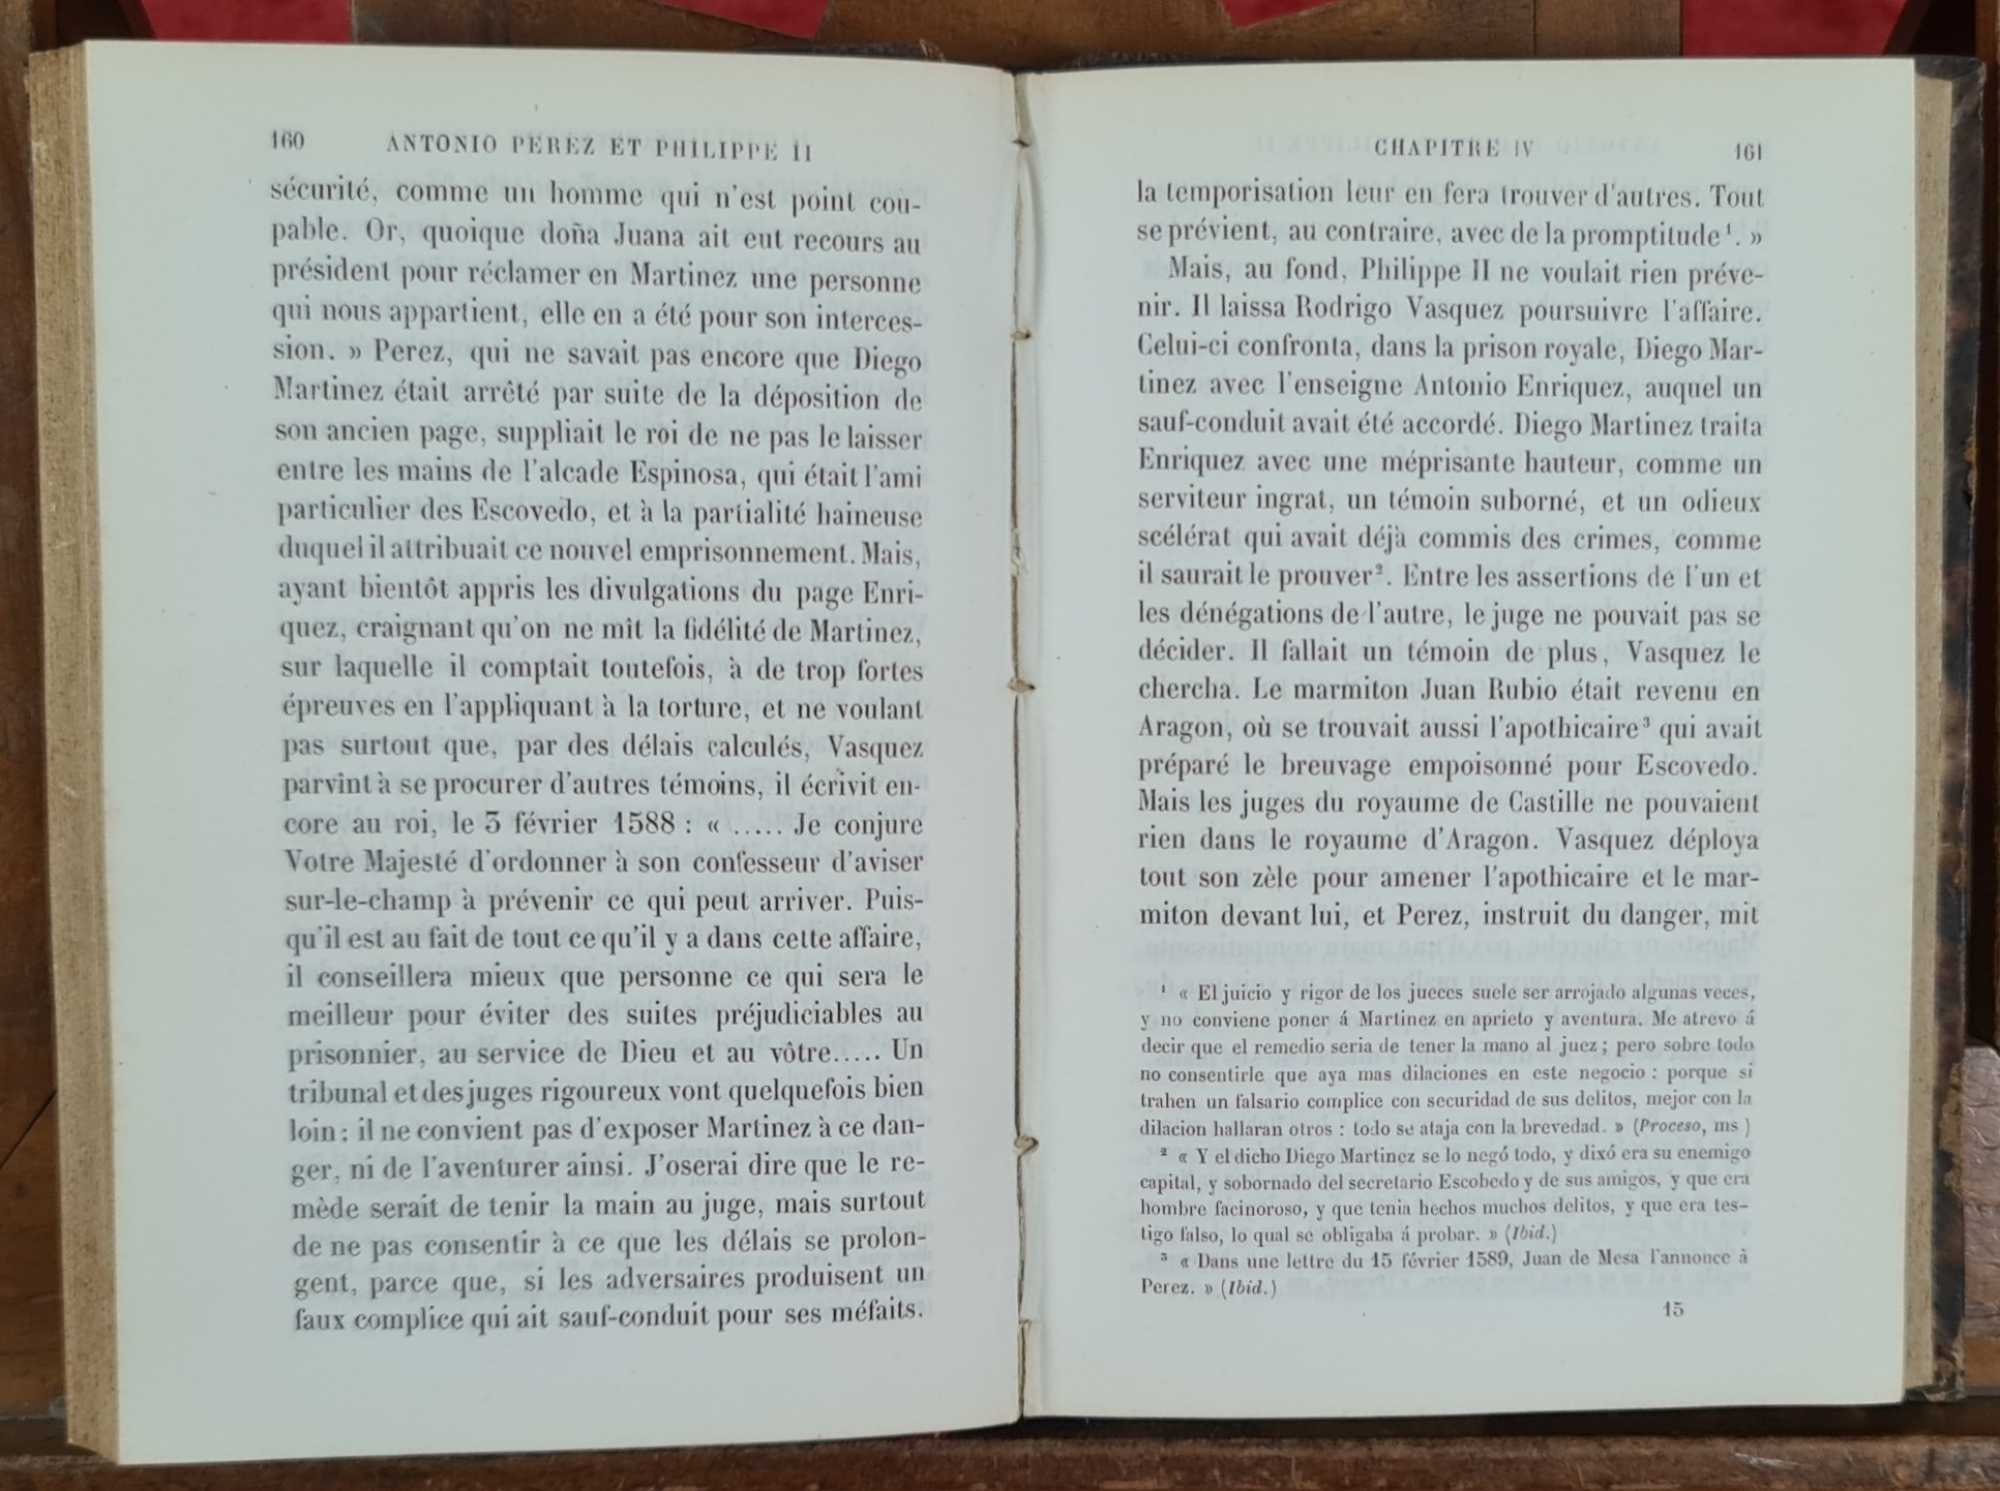 160 ANTONIO PEREZ ET PHILIPPE II
sécurité, comme un homme qui n'est point cou-
pable. Or, quoique doña Juana ait eut recours au
président pour réclamer en Martinez une personne
qui nous appartient, elle en a été pour son interces-
sion. » Perez, qui ne savait pas encore que Diego
Martinez était arrêté par suite de la déposition de
son ancien page, suppliait le roi de ne pas le laisser
entre les mains de l'alcade Espinosa, qui était l'ami
particulier des Escovedo, et à la partialité haineuse
duquel il attribuait ce nouvel emprisonnement. Mais,
ayant bientôt appris les divulgations du page Enri-
quez, craignant qu'on ne mît la fidélité de Martinez,
sur laquelle il comptait toutefois, à de trop fortes
épreuves en l'appliquant à la torture, et ne voulant
pas surtout que, par des délais calculés, Vasquez
parvînt à se procurer d'autres témoins, il écrivit en-
core au roi, le 3 février 1588 : « ..... Je conjure
Votre Majesté d'ordonner à son confesseur d'aviser
sur-le-champ à prévenir ce qui peut arriver. Puis-
qu'il est au fait de tout ce qu'il y a dans cette affaire,
il conseillera mieux que personne ce qui sera le
meilleur pour éviter des suites préjudiciables au
prisonnier, au service de Dieu et au vôtre..... Un
tribunal et des juges rigoureux vont quelquefois bien
loin : il ne convient pas d'exposer Martinez à ce dan-
ger, ni de l'aventurer ainsi. J'oserai dire que le re-
mède serait de tenir la main au juge, mais surtout
de ne pas consentir à ce que les délais se prolon-
gent, parce que, si les adversaires produisent un
faux complice qui ait sauf-conduit pour ses méfaits.
CHAPITRE IV 161
la temporisation leur en fera trouver d'autres. Tout
se prévient, au contraire, avec de la promptitude¹. »
Mais, au fond, Philippe II ne voulait rien préve-
nir. Il laissa Rodrigo Vasquez poursuivre l'affaire.
Celui-ci confronta, dans la prison royale, Diego Mar-
tinez avec l'enseigne Antonio Enriquez, auquel un
sauf-conduit avait été accordé. Diego Martinez traita
Enriquez avec une méprisante hauteur, comme un
serviteur ingrat, un témoin suborné, et un odieux
scélérat qui avait déjà commis des crimes, comme
il saurait le prouver². Entre les assertions de l'un et
les dénégations de l'autre, le juge ne pouvait pas se
décider. Il fallait un témoin de plus, Vasquez le
chercha. Le marmiton Juan Rubio était revenu en
Aragon, où se trouvait aussi l'apothicaire³ qui avait
préparé le breuvage empoisonné pour Escovedo.
Mais les juges du royaume de Castille ne pouvaient
rien dans le royaume d'Aragon. Vasquez déploya
tout son zèle pour amener l'apothicaire et le mar-
miton devant lui, et Perez, instruit du danger, mit
¹ « El juicio y rigor de los jueces suele ser arrojado algunas veces,
y no conviene poner á Martinez en aprieto y aventura. Me atrevo á
decir que el remedio seria de tener la mano al juez ; pero sobre todo
no consentirle que aya mas dilaciones en este negocio : porque si
trahen un falsario complice con securidad de sus delitos, mejor con la
dilacion hallaran otros : todo se ataja con la brevedad. » (Proceso, ms )
² « Y el dicho Diego Martinez se lo negó todo, y dixó era su enemigo
capital, y sobornado del secretario Escobedo y de sus amigos, y que era
hombre facinoroso, y que tenia hechos muchos delitos, y que era tes-
tigo falso, lo qual se obligaba á probar. » (Ibid.)
³ « Dans une lettre du 15 février 1589, Juan de Mesa l'annonce à
Perez. » (Ibid.)
15